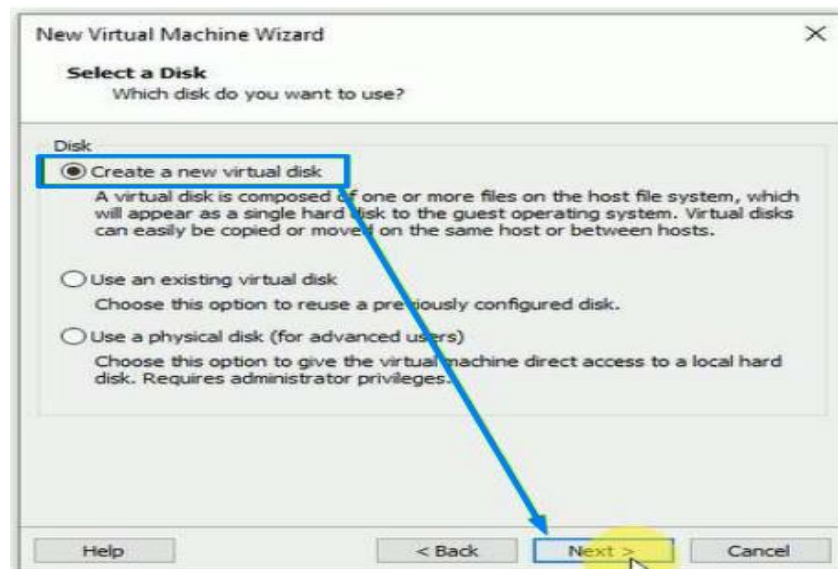 New Virtual Machine Wizard
Select a Disk
Which disk do you want to use?
Disk
Create a new virtual disk
A virtual disk is composed of one or more files on the host file system, which
will appear as a single hard disk to the guest operating system. Virtual disks
can easily be copied or moved on the same host or between hosts.
Use an existing virtual disk
Choose this option to reuse a previously configured disk.
Use a physical disk (for advanced users)
Choose this option to give the virtual machine direct access to a local hard
disk. Requires administrator privileges.
Help < Back Next > Cancel